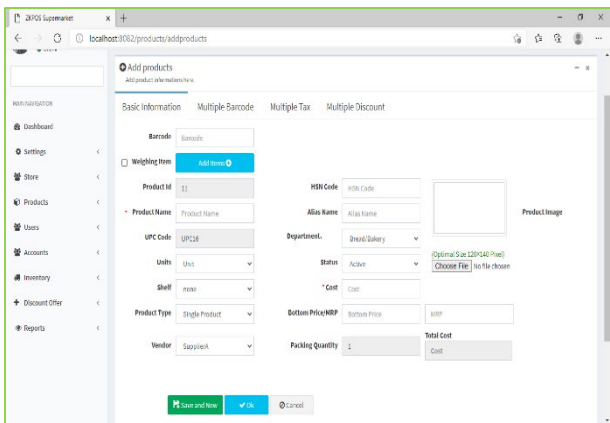 ZKPOS Supermarket
localhost:8082/products/addproducts
Add products
Add product informations here.
MAIN NAVIGATION
Dashboard
Settings
Store
Products
Users
Accounts
Inventory
Discount Offer
Reports
Basic Information Multiple Barcode Multiple Tax Multiple Discount
Barcode Barcode
Weighing Item Add Items
Product Id 11 HSN Code HSN Code
* Product Name Product Name Alias Name Alias Name Product Image
UPC Code UPC16 Department. Bread/Bakery
(Optimal Size 120×140 Pixel)
Units Unit Status Active Choose File No file chosen
Shelf none * Cost Cost
Product Type Single Product Bottom Price/MRP Bottom Price MRP
Total Cost
Vendor SupplierA Packing Quantity 1 Cost
Save and New Ok Cancel